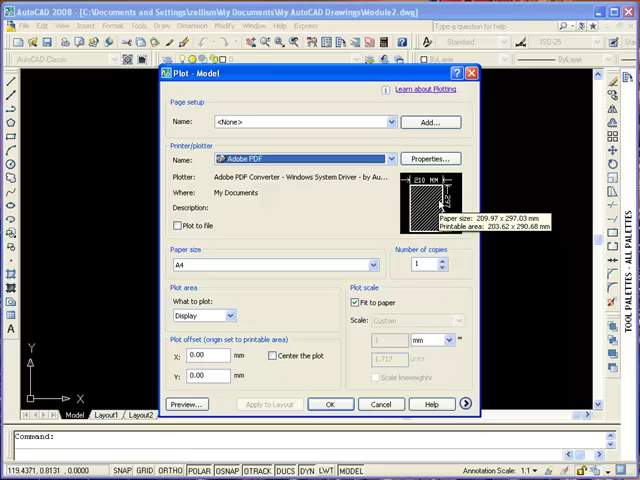 AutoCAD 2008 - [C:\Documents and Settings\zellism\My Documents\My AutoCAD Drawings\Module2.dwg]
File Edit View Insert Format Tools Draw Dimension Modify Window Help Express
Standard
ISO-25
AutoCAD Classic
ByLayer
ByLayer
Plot - Model
Learn about Plotting
Page setup
Name: <None> Add...
Printer/plotter
Name: Adobe PDF Properties...
Plotter: Adobe PDF Converter - Windows System Driver - by Au...
Where: My Documents
Description:
Plot to file
210 MM
297
Paper size: 209.97 x 297.03 mm
Printable area: 203.62 x 290.68 mm
Paper size
A4
Number of copies
1
Plot area
What to plot:
Display
Plot scale
Fit to paper
Scale: Custom
1 mm =
1.717 units
Scale lineweights
Plot offset (origin set to printable area)
X: 0.00 mm Center the plot
Y: 0.00 mm
Preview... Apply to Layout OK Cancel Help
TOOL PALETTES - ALL PALETTES
Y
X
Model Layout1 Layout2
Command:
119.4371, 0.8131, 0.0000 SNAP GRID ORTHO POLAR OSNAP OTRACK DUCS DYN LWT MODEL Annotation Scale: 1:1